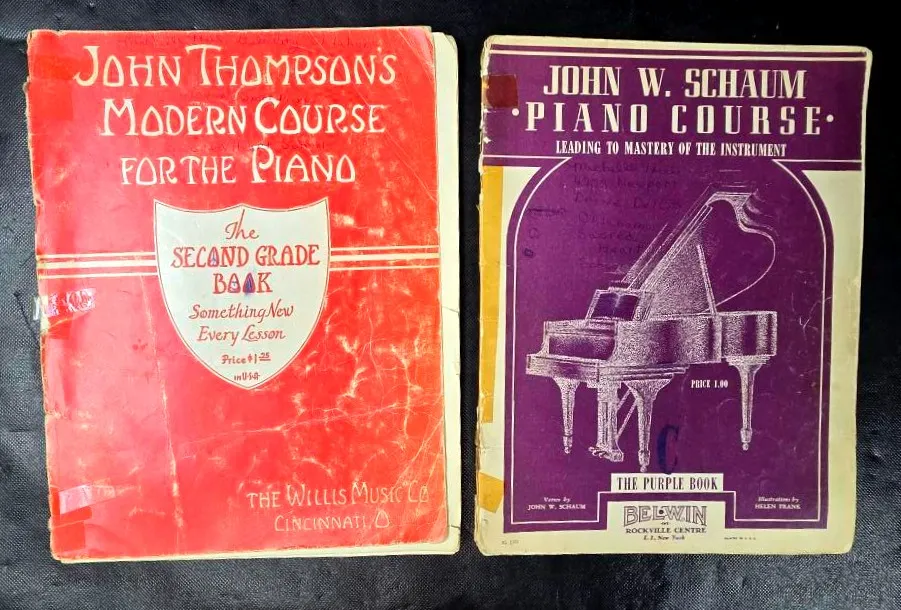 JOHN THOMPSON'S
MODERN COURSE
FOR THE PIANO
The
SECOND GRADE
BOOK
Something New
Every Lesson
Price $1.25
IN U.S.A
THE WILLIS MUSIC CO
CINCINNATI, O.
JOHN W. SCHAUM
·PIANO COURSE·
LEADING TO MASTERY OF THE INSTRUMENT
PRICE 1.00
C
THE PURPLE BOOK
Verses by
JOHN W. SCHAUM
Illustrations by
HELEN FRANK
BELWIN
ROCKVILLE CENTRE
L. I., New York